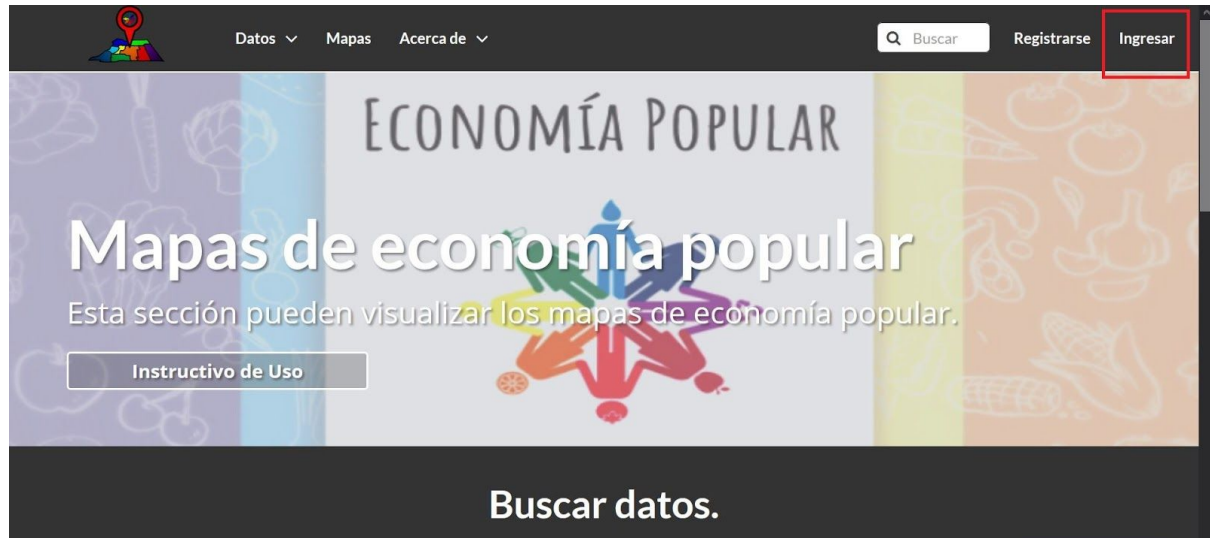 Datos Mapas Acerca de Buscar Registrarse Ingresar
ECONOMÍA POPULAR
Mapas de economía popular
Esta sección pueden visualizar los mapas de economía popular.
Instructivo de Uso
Buscar datos.